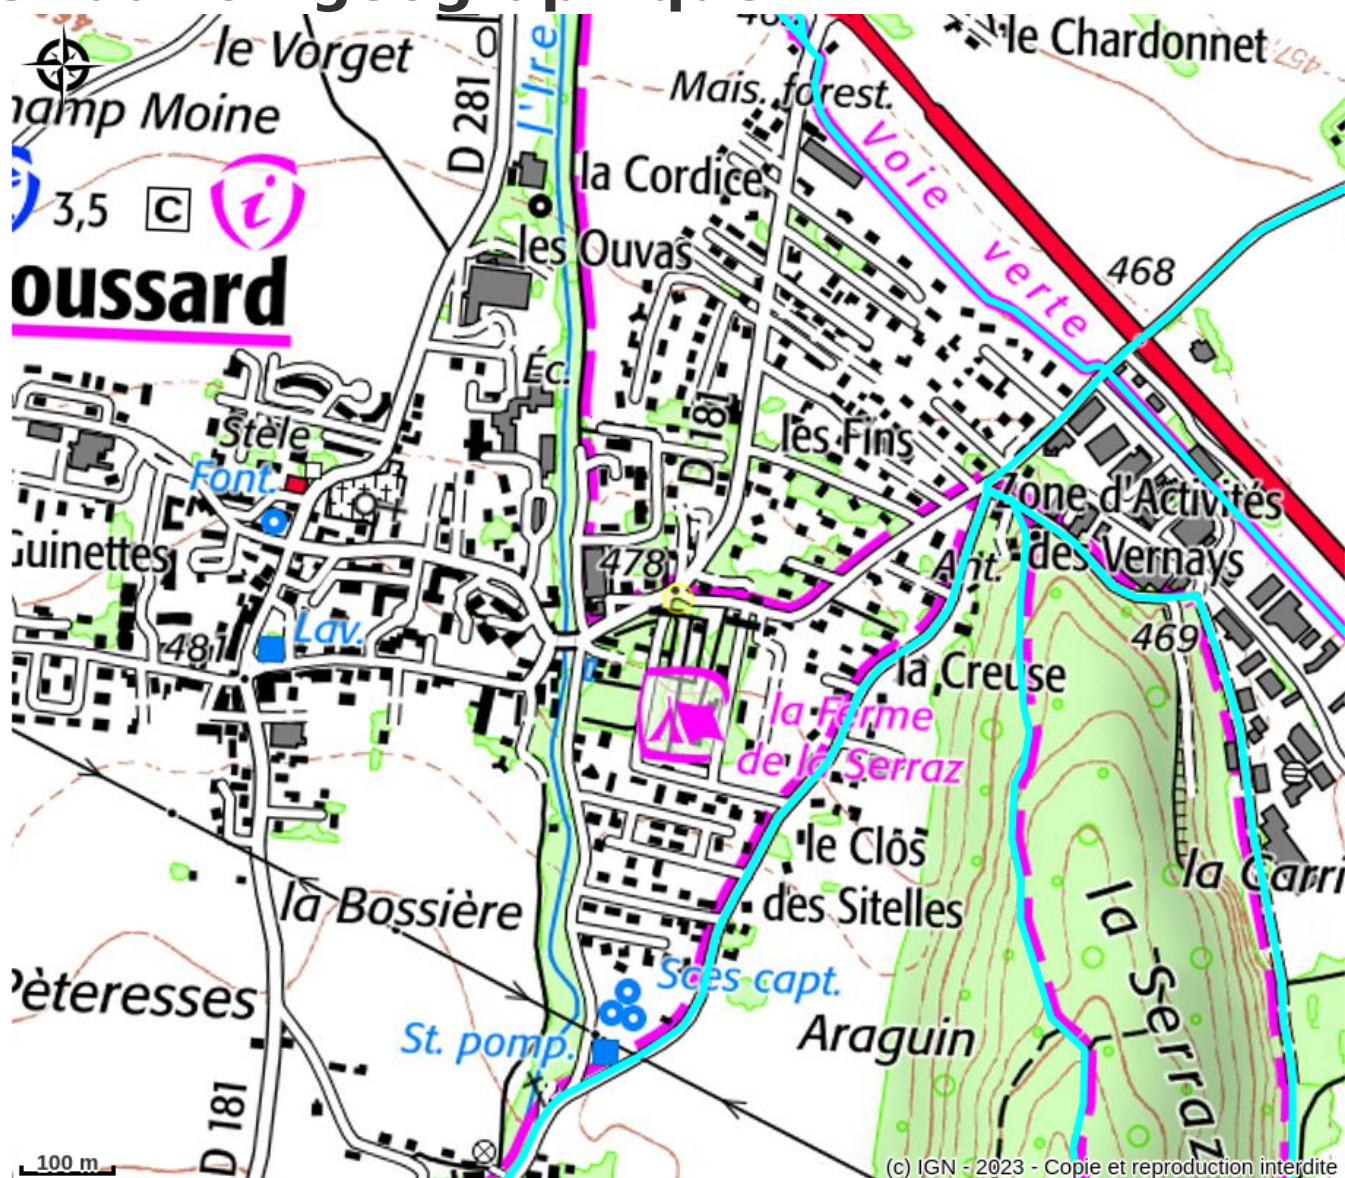 le Vorget
hamp Moine
D 281
0
L'Ire
Mais. forest.
le Chardonnet
457
la Cordice
Voie verte
3,5
C
i
les Ouvas
468
oussard
Éc.
Stèle
D 181
les Fins
Font.
Zone d'Activités
des Vernays
Guinettes
478
Ant.
Lav.
481
469
la Creuse
la Ferme
de la Serraz
le Clos
des Sitelles
la Carri
la Bossière
la Serraz
Sces capt.
Pèteresses
St. pomp.
Araguin
D 181
100 m
(c) IGN - 2023 - Copie et reproduction interdite